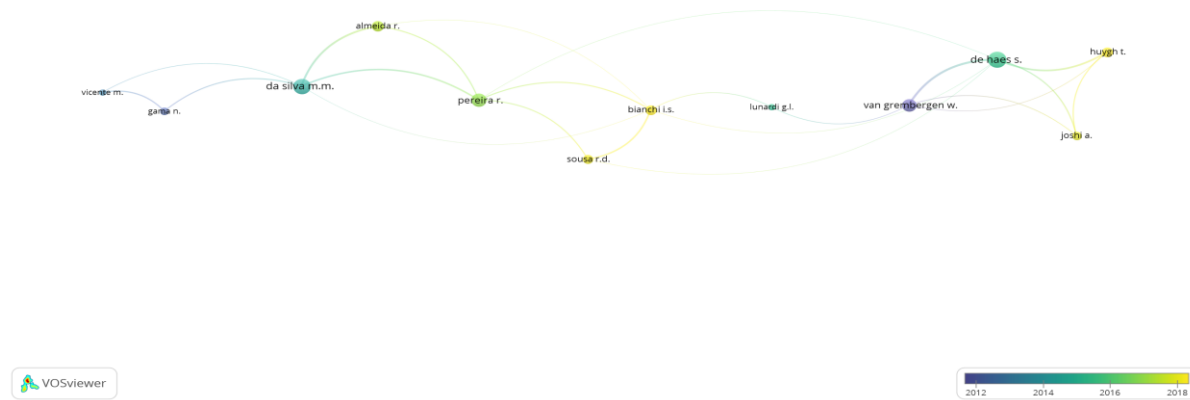 almeida r.
huygh t.
de haes s.
da silva m.m.
vicente m.
pereira r.
gama n.
bianchi i.s.
lunardi g.l.
van grembergen w.
joshi a.
sousa r.d.
VOSviewer
2012 2014 2016 2018